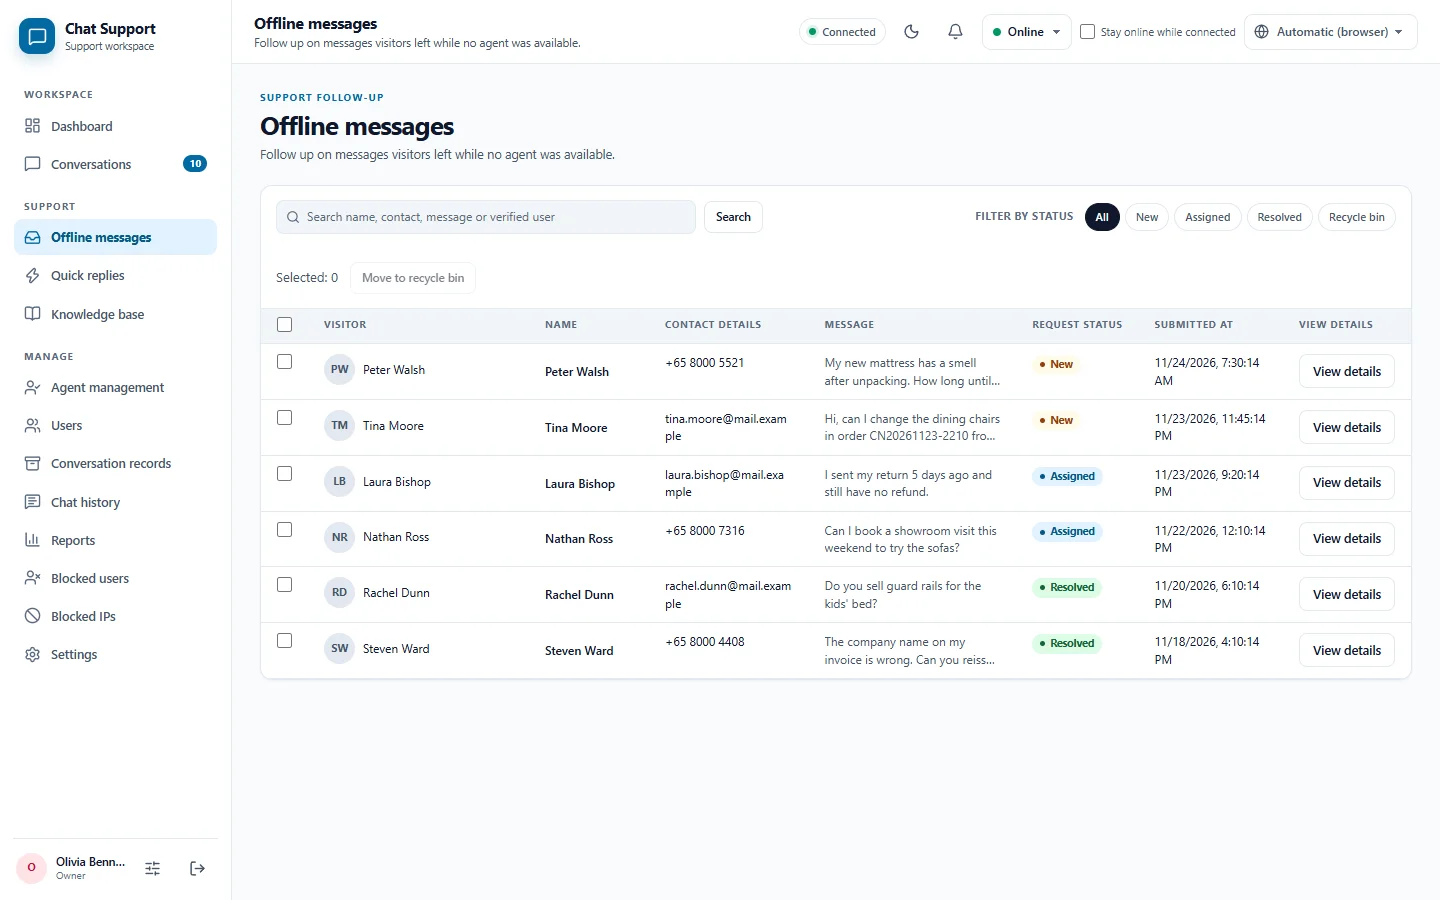 Chat Support
Support workspace
WORKSPACE
Dashboard
Conversations 10
SUPPORT
Offline messages
Quick replies
Knowledge base
MANAGE
Agent management
Users
Conversation records
Chat history
Reports
Blocked users
Blocked IPs
Settings
O
Olivia Benn...
Owner
Offline messages
Follow up on messages visitors left while no agent was available.
Connected
Online
Stay online while connected
Automatic (browser)
SUPPORT FOLLOW-UP
Offline messages
Follow up on messages visitors left while no agent was available.
Search name, contact, message or verified user
Search
FILTER BY STATUS All New Assigned Resolved Recycle bin
Selected: 0 Move to recycle bin
VISITOR NAME CONTACT DETAILS MESSAGE REQUEST STATUS SUBMITTED AT VIEW DETAILS
PW Peter Walsh Peter Walsh +65 8000 5521 My new mattress has a smell New 11/24/2026, 7:30:14 View details
after unpacking. How long until... AM
TM Tina Moore Tina Moore tina.moore@mail.exam Hi, can I change the dining chairs New 11/23/2026, 11:45:14 View details
ple in order CN20261123-2210 fro... PM
LB Laura Bishop Laura Bishop laura.bishop@mail.exa I sent my return 5 days ago and Assigned 11/23/2026, 9:20:14 View details
mple still have no refund. PM
NR Nathan Ross Nathan Ross +65 8000 7316 Can I book a showroom visit this Assigned 11/22/2026, 12:10:14 View details
weekend to try the sofas? PM
RD Rachel Dunn Rachel Dunn rachel.dunn@mail.exam Do you sell guard rails for the Resolved 11/20/2026, 6:10:14 View details
ple kids' bed? PM
SW Steven Ward Steven Ward +65 8000 4408 The company name on my Resolved 11/18/2026, 4:10:14 View details
invoice is wrong. Can you reiss... PM